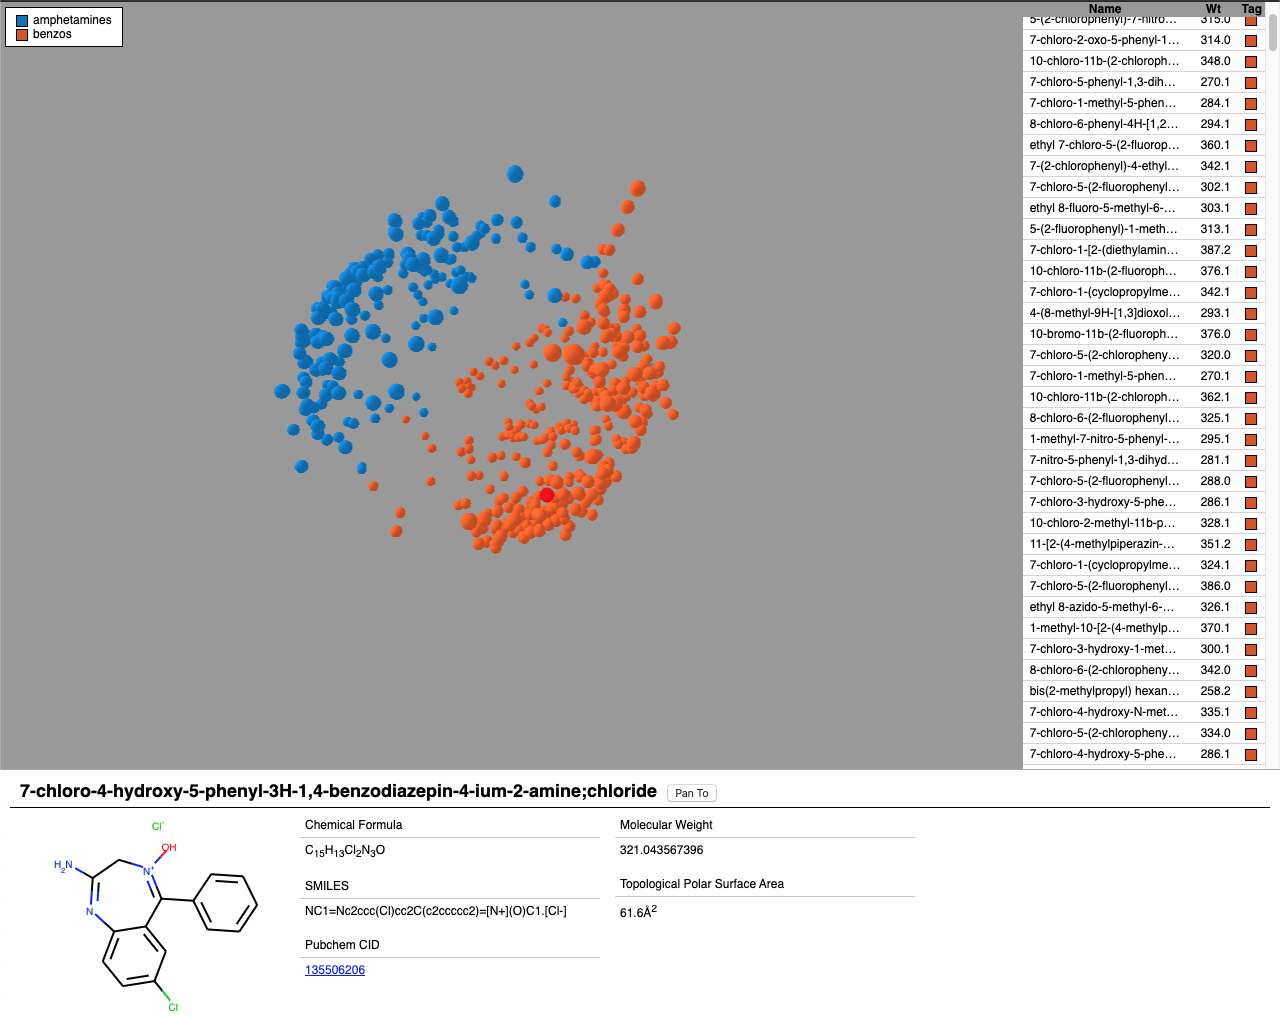 amphetamines
benzos
Name Wt Tag
5-(2-chlorophenyl)-7-nitro… 315.0
7-chloro-2-oxo-5-phenyl-1… 314.0
10-chloro-11b-(2-chloroph… 348.0
7-chloro-5-phenyl-1,3-dih… 270.1
7-chloro-1-methyl-5-phen… 284.1
8-chloro-6-phenyl-4H-[1,2… 294.1
ethyl 7-chloro-5-(2-fluorop… 360.1
7-(2-chlorophenyl)-4-ethyl… 342.1
7-chloro-5-(2-fluorophenyl… 302.1
ethyl 8-fluoro-5-methyl-6-… 303.1
5-(2-fluorophenyl)-1-meth… 313.1
7-chloro-1-[2-(diethylamin… 387.2
10-chloro-11b-(2-fluoroph… 376.1
7-chloro-1-(cyclopropylme… 342.1
4-(8-methyl-9H-[1,3]dioxol… 293.1
10-bromo-11b-(2-fluoroph… 376.0
7-chloro-5-(2-chloropheny… 320.0
7-chloro-1-methyl-5-phen… 270.1
10-chloro-11b-(2-chloroph… 362.1
8-chloro-6-(2-fluorophenyl… 325.1
1-methyl-7-nitro-5-phenyl-… 295.1
7-nitro-5-phenyl-1,3-dihyd… 281.1
7-chloro-5-(2-fluorophenyl… 288.0
7-chloro-3-hydroxy-5-phe… 286.1
10-chloro-2-methyl-11b-p… 328.1
11-[2-(4-methylpiperazin-… 351.2
7-chloro-1-(cyclopropylme… 324.1
7-chloro-5-(2-fluorophenyl… 386.0
ethyl 8-azido-5-methyl-6-… 326.1
1-methyl-10-[2-(4-methylp… 370.1
7-chloro-3-hydroxy-1-met… 300.1
8-chloro-6-(2-chloropheny… 342.0
bis(2-methylpropyl) hexan… 258.2
7-chloro-4-hydroxy-N-met… 335.1
7-chloro-5-(2-chloropheny… 334.0
7-chloro-4-hydroxy-5-phe… 286.1
7-chloro-4-hydroxy-5-phenyl-3H-1,4-benzodiazepin-4-ium-2-amine;chloride Pan To
Cl⁻
OH
H₂N
N⁺
N
Cl
Chemical Formula
C₁₅H₁₃Cl₂N₃O
SMILES
NC1=Nc2ccc(Cl)cc2C(c2ccccc2)=[N+](O)C1.[Cl-]
Pubchem CID
135506206
Molecular Weight
321.043567396
Topological Polar Surface Area
61.6Å²